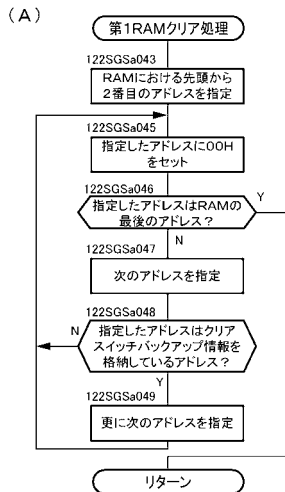 (A)
第1RAMクリア処理
122SGSa043
RAMにおける先頭から
2番目のアドレスを指定
122SGSa045
指定したアドレスに00H
をセット
122SGSa046
指定したアドレスはRAMの
最後のアドレス?
Y
N
122SGSa047
次のアドレスを指定
122SGSa048
N
指定したアドレスはクリア
スイッチバックアップ情報を
格納しているアドレス?
Y
122SGSa049
更に次のアドレスを指定
リターン